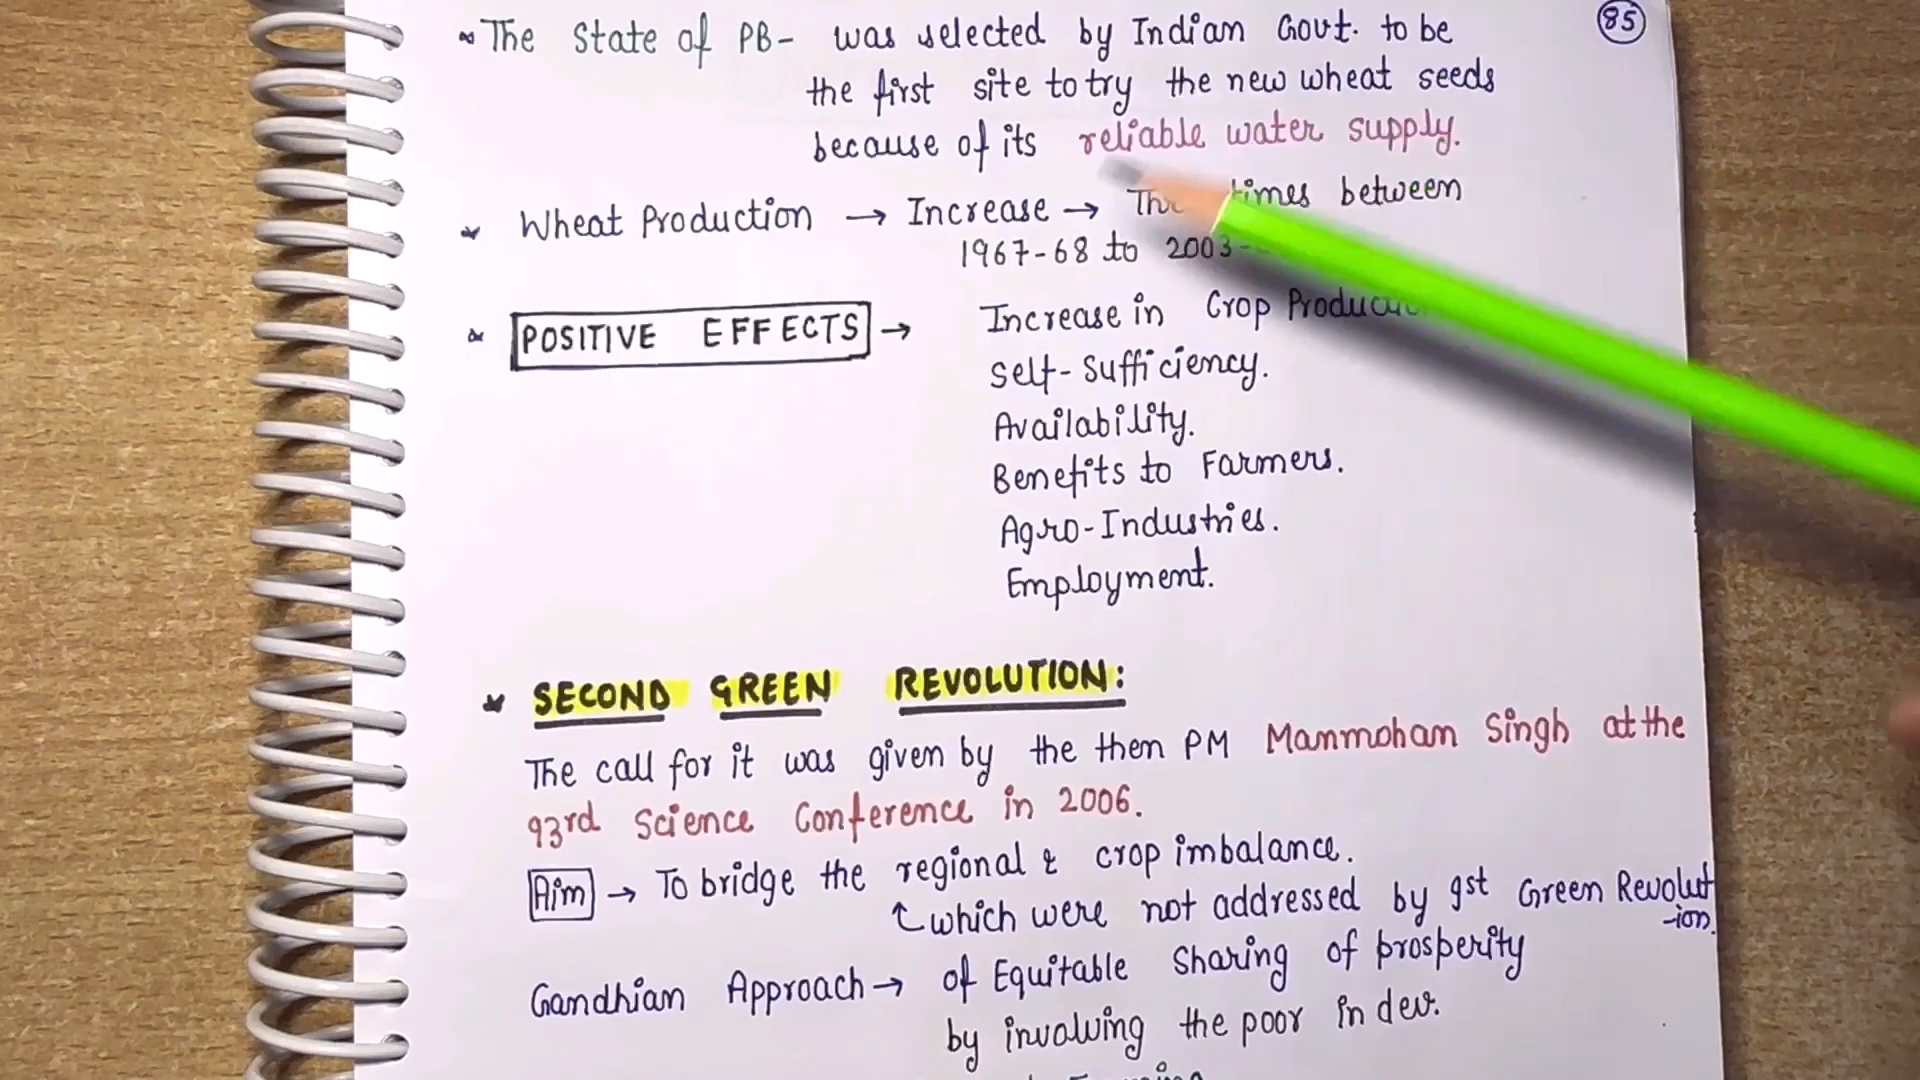 85
The State of PB- was selected by Indian Govt. to be
the first site to try the new wheat seeds
because of its reliable water supply.
Wheat Production → Increase → times between
1967-68 to 2003-
POSITIVE EFFECTS → Increase in Crop
Self-Sufficiency.
Availability.
Benefits to Farmers.
Agro-Industries.
Employment.
SECOND GREEN REVOLUTION:
The call for it was given by the then PM Manmoham Singh at the
93rd Science Conference in 2006.
Aim → To bridge the regional & crop imbalance.
which were not addressed by Ist Green Revolut
-ion.
Gandhian Approach → of Equitable Sharing of prosperity
by involving the poor in dev.